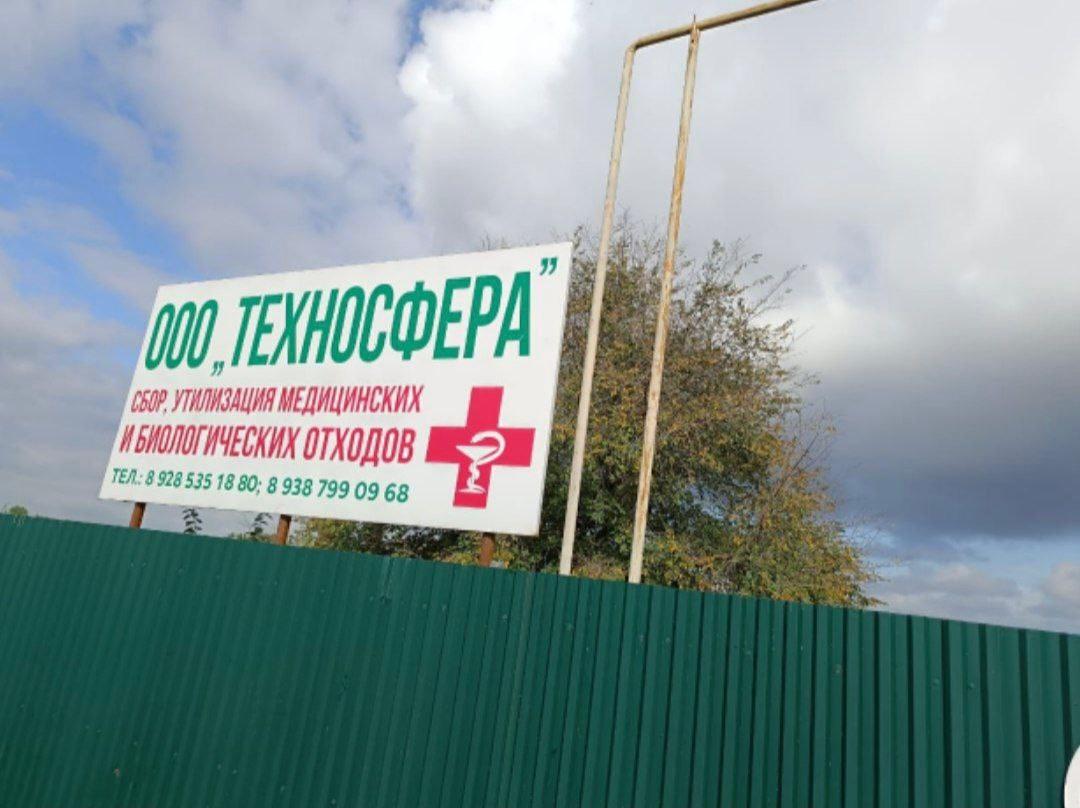 ООО „ТЕХНОСФЕРА”
СБОР, УТИЛИЗАЦИЯ МЕДИЦИНСКИХ
И БИОЛОГИЧЕСКИХ ОТХОДОВ
ТЕЛ.: 8 928 535 18 80; 8 938 799 09 68